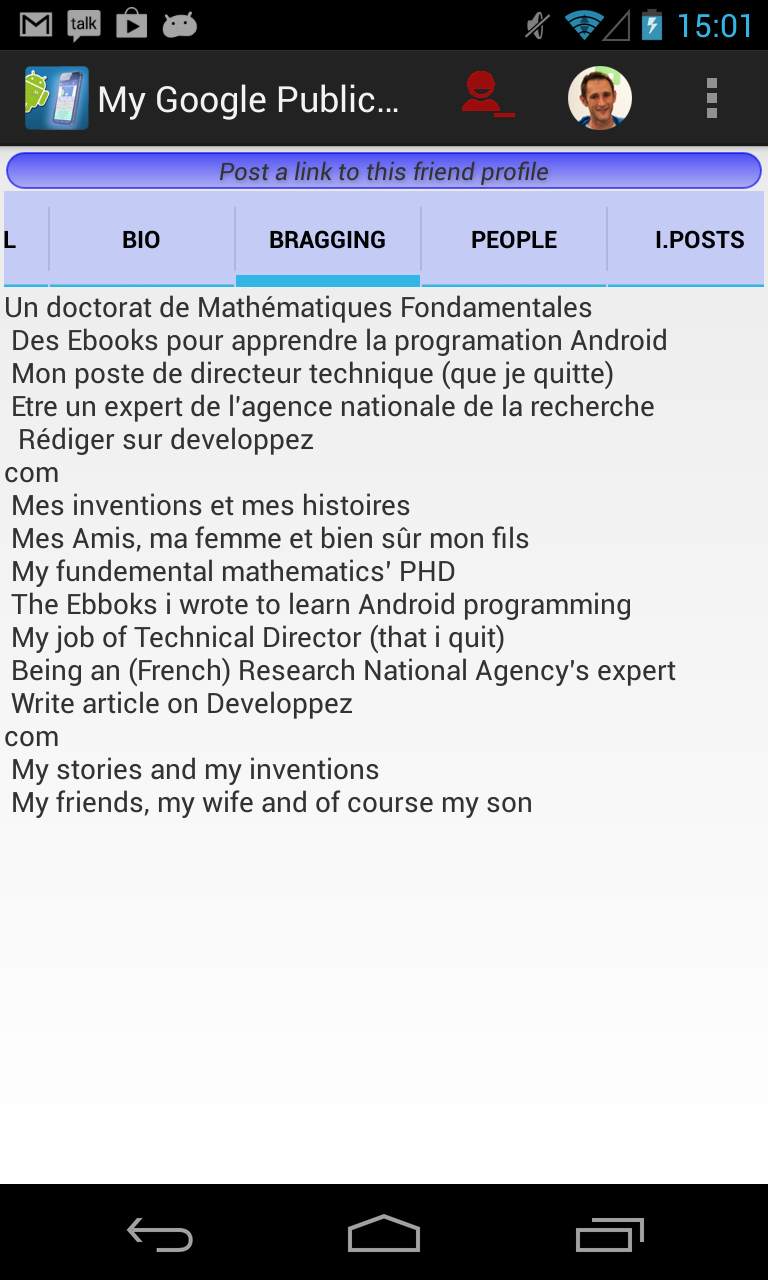 talk
15:01
My Google Public...
Post a link to this friend profile
L
BIO
BRAGGING
PEOPLE
I.POSTS
Un doctorat de Mathématiques Fondamentales
Des Ebooks pour apprendre la programation Android
Mon poste de directeur technique (que je quitte)
Etre un expert de l'agence nationale de la recherche
Rédiger sur developpez
com
Mes inventions et mes histoires
Mes Amis, ma femme et bien sûr mon fils
My fundemental mathematics' PHD
The Ebboks i wrote to learn Android programming
My job of Technical Director (that i quit)
Being an (French) Research National Agency's expert
Write article on Developpez
com
My stories and my inventions
My friends, my wife and of course my son